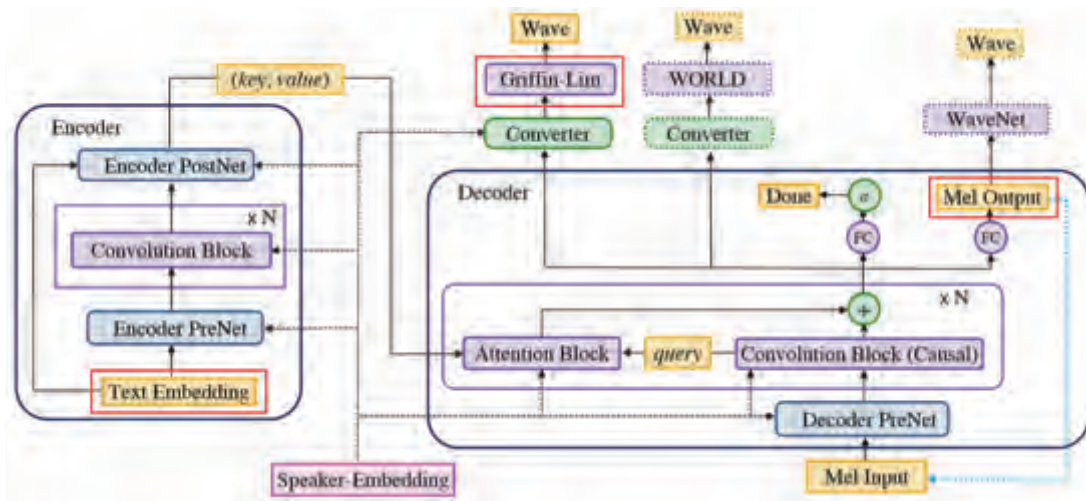 Wave
Wave
Wave
(key, value)
Griffin-Lim
WORLD
Encoder
Converter
Converter
WaveNet
Encoder PostNet
Decoder
Done
σ
Mel Output
x N
Convolution Block
FC
FC
x N
Encoder PreNet
+
Attention Block
query
Convolution Block (Causal)
Text Embedding
Decoder PreNet
Speaker-Embedding
Mel Input